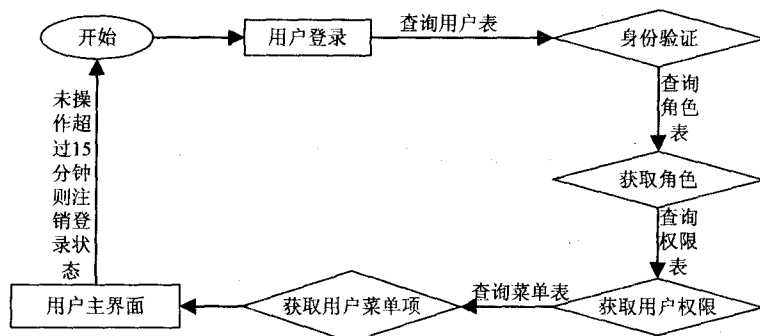 开始
用户登录
查询用户表
身份验证
查询
角色
表
获取角色
查询
权限
表
获取用户权限
查询菜单表
获取用户菜单项
用户主界面
未操
作超
过15
分钟
则注
销登
录状
态